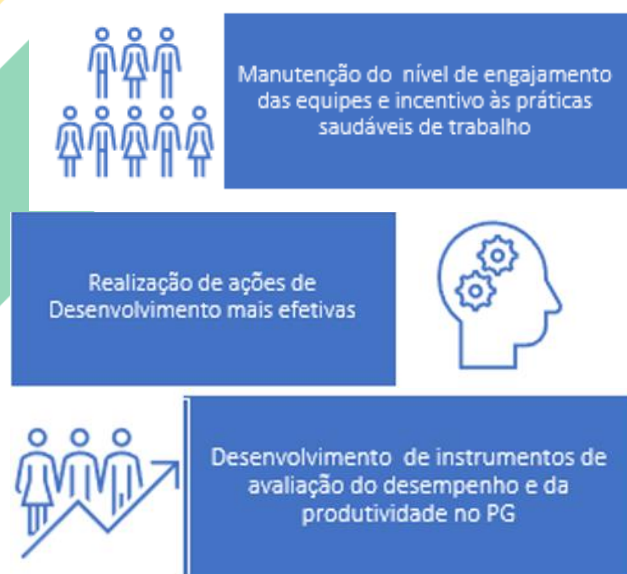 Manutenção do nível de engajamento
das equipes e incentivo às práticas
saudáveis de trabalho
Realização de ações de
Desenvolvimento mais efetivas
Desenvolvimento de instrumentos de
avaliação do desempenho e da
produtividade no PG